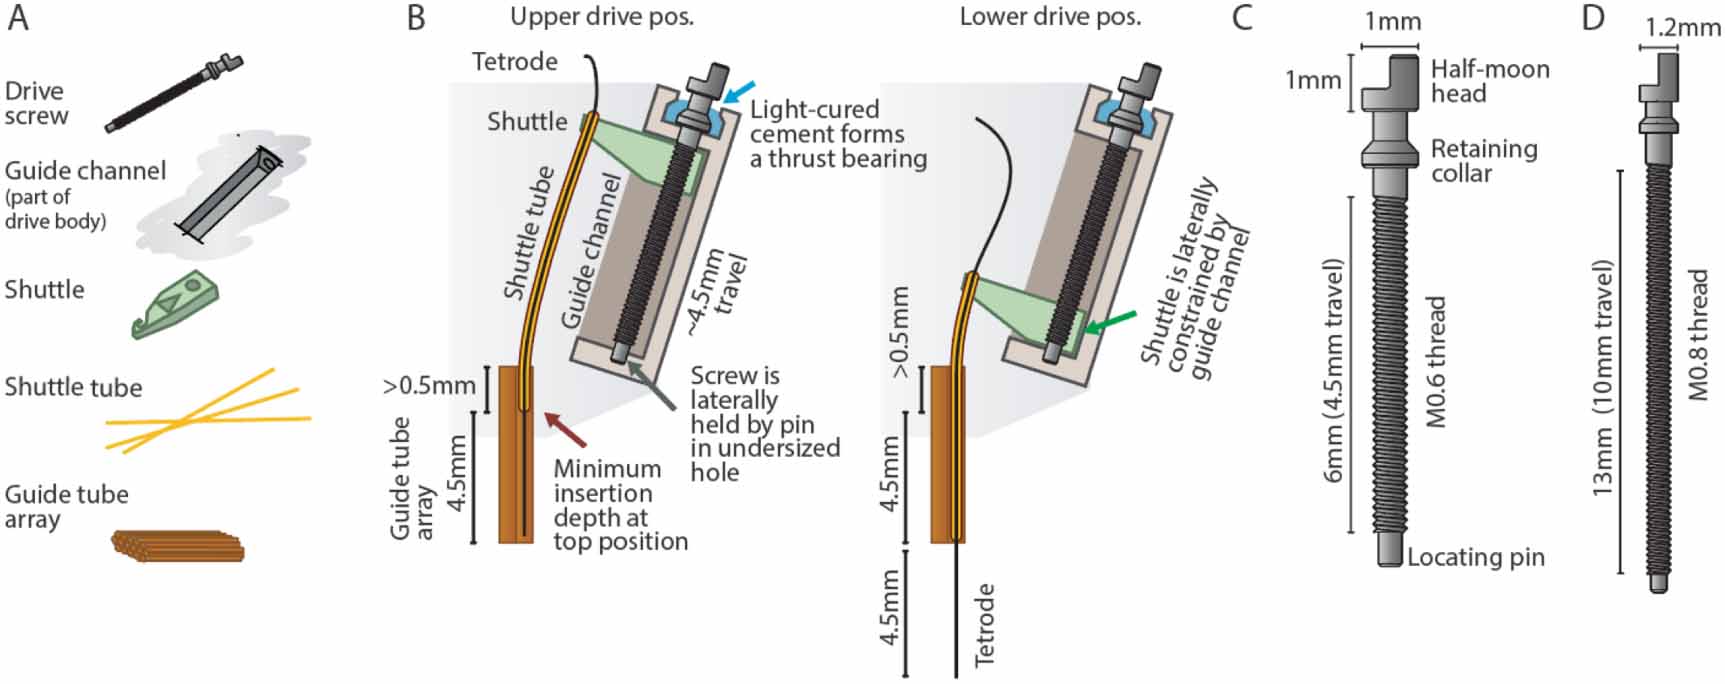 A
Drive
screw
Guide channel
(part of
drive body)
Shuttle
Shuttle tube
Guide tube
array
B
Upper drive pos.
Tetrode
Shuttle
Shuttle tube
Guide channel
Light-cured
cement forms
a thrust bearing
~4.5mm
travel
>0.5mm
4.5mm
Guide tube
array
Minimum
insertion
depth at
top position
Screw is
laterally
held by pin
in undersized
hole
Lower drive pos.
Shuttle is laterally
constrained by
guide channel
>0.5mm
4.5mm
4.5mm
Tetrode
C
1mm
1mm
Half-moon
head
Retaining
collar
6mm (4.5mm travel)
M0.6 thread
Locating pin
D
1.2mm
13mm (10mm travel)
M0.8 thread